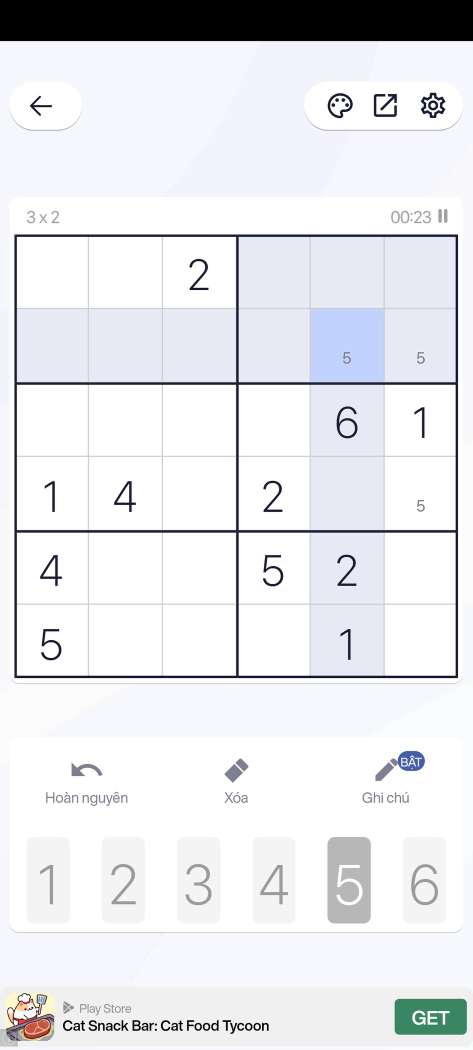 3 x 2 00:23
2
5 5
6 1
1 4 2 5
4 5 2
5 1
BẬT
Hoàn nguyên Xóa Ghi chú
1 2 3 4 5 6
Play Store
Cat Snack Bar: Cat Food Tycoon
GET